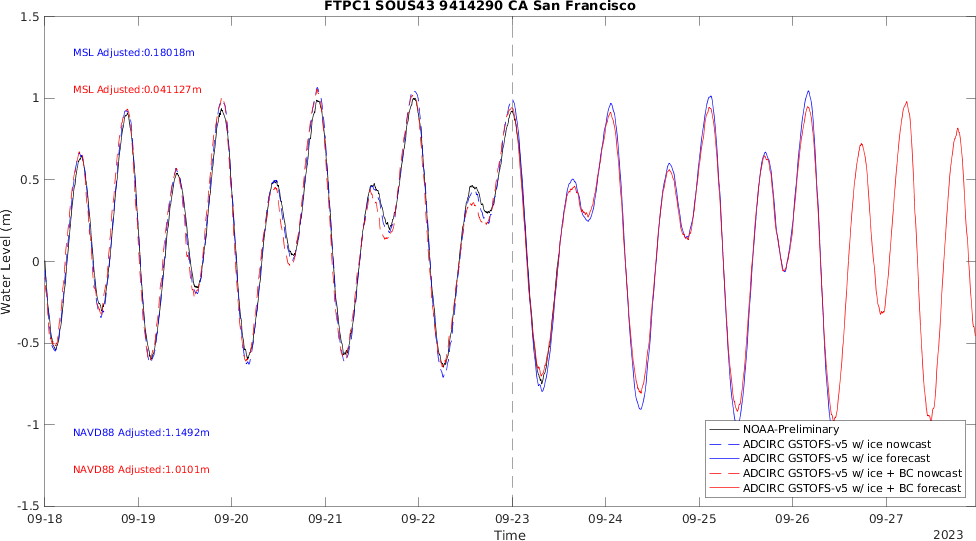 FTPC1 SOUS43 9414290 CA San Francisco
1.5
MSL Adjusted:0.18018m
MSL Adjusted:0.041127m
1
0.5
Water Level (m)
0
-0.5
-1
NAVD88 Adjusted:1.1492m
NAVD88 Adjusted:1.0101m
NOAA-Preliminary
ADCIRC GSTOFS-v5 w/ ice nowcast
ADCIRC GSTOFS-v5 w/ ice forecast
ADCIRC GSTOFS-v5 w/ ice + BC nowcast
ADCIRC GSTOFS-v5 w/ ice + BC forecast
-1.5
09-18 09-19 09-20 09-21 09-22 09-23 09-24 09-25 09-26 09-27
Time
2023